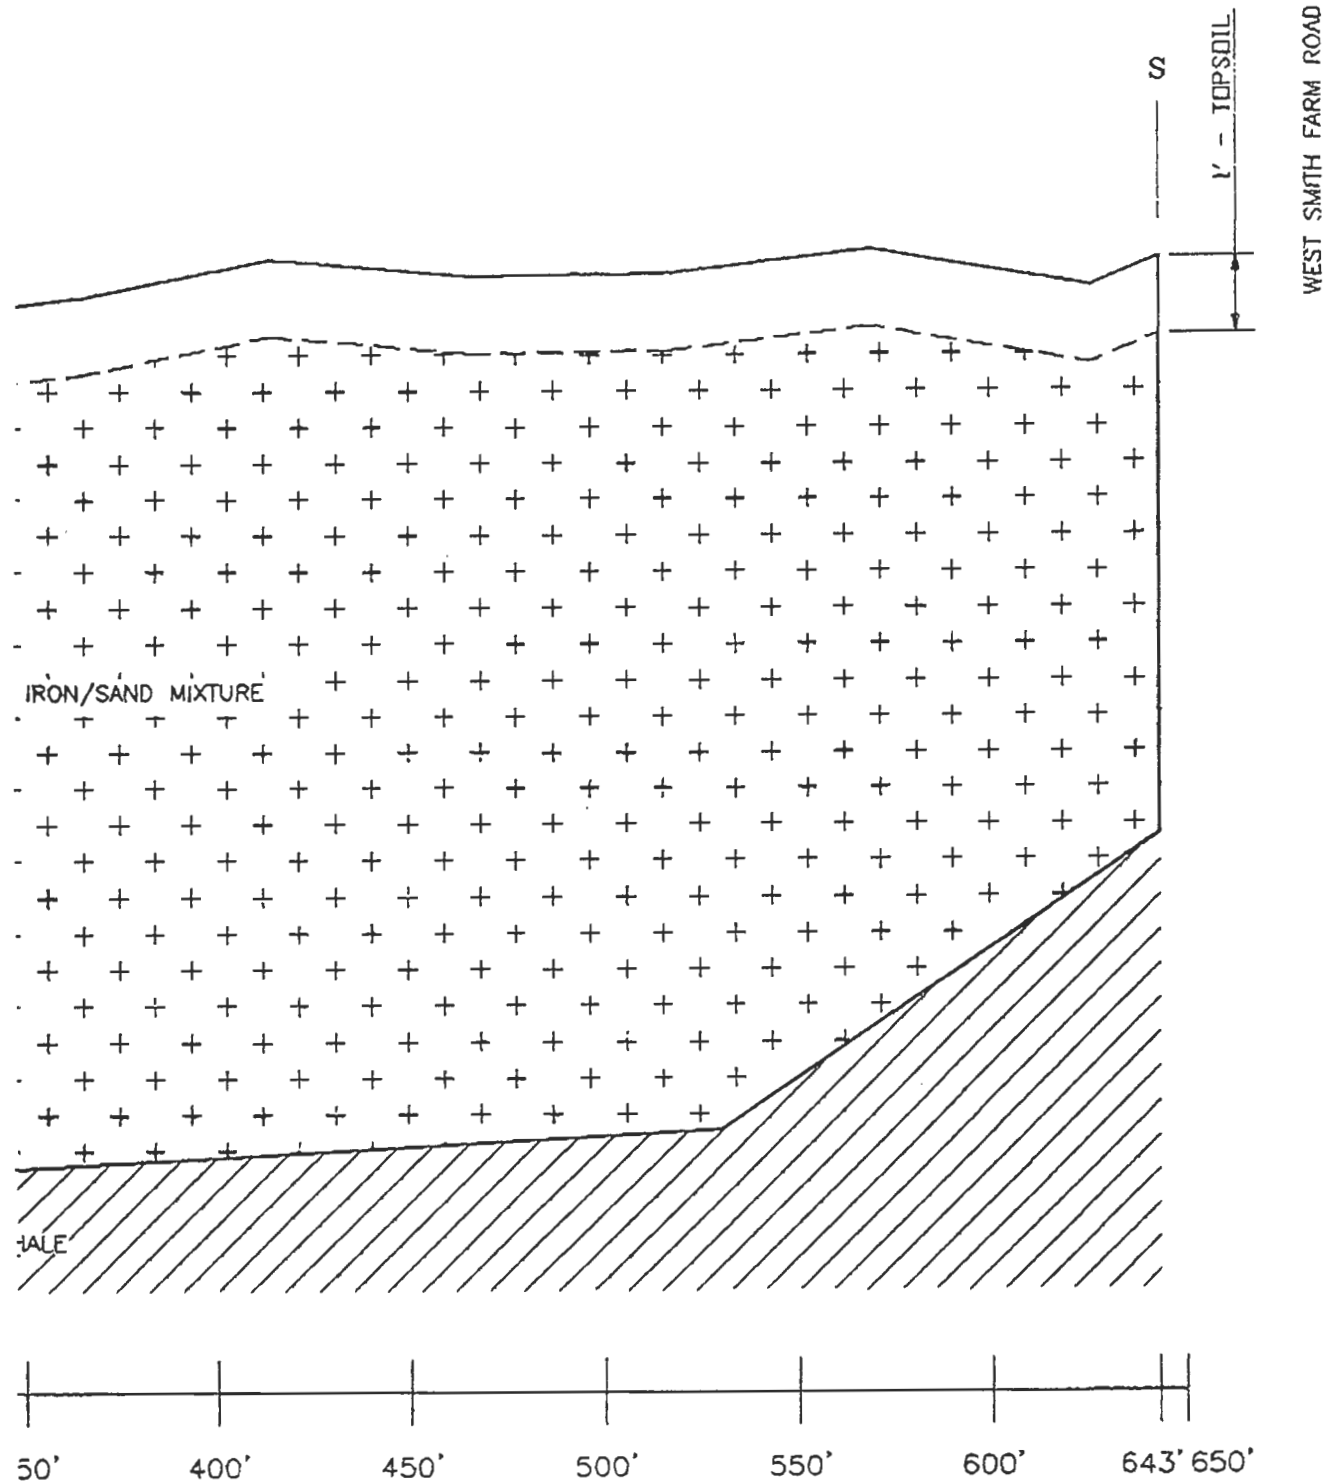 S
1' - TOPSOIL
WEST SMITH FARM ROAD
IRON/SAND MIXTURE
HALE
50' 400' 450' 500' 550' 600' 643' 650'